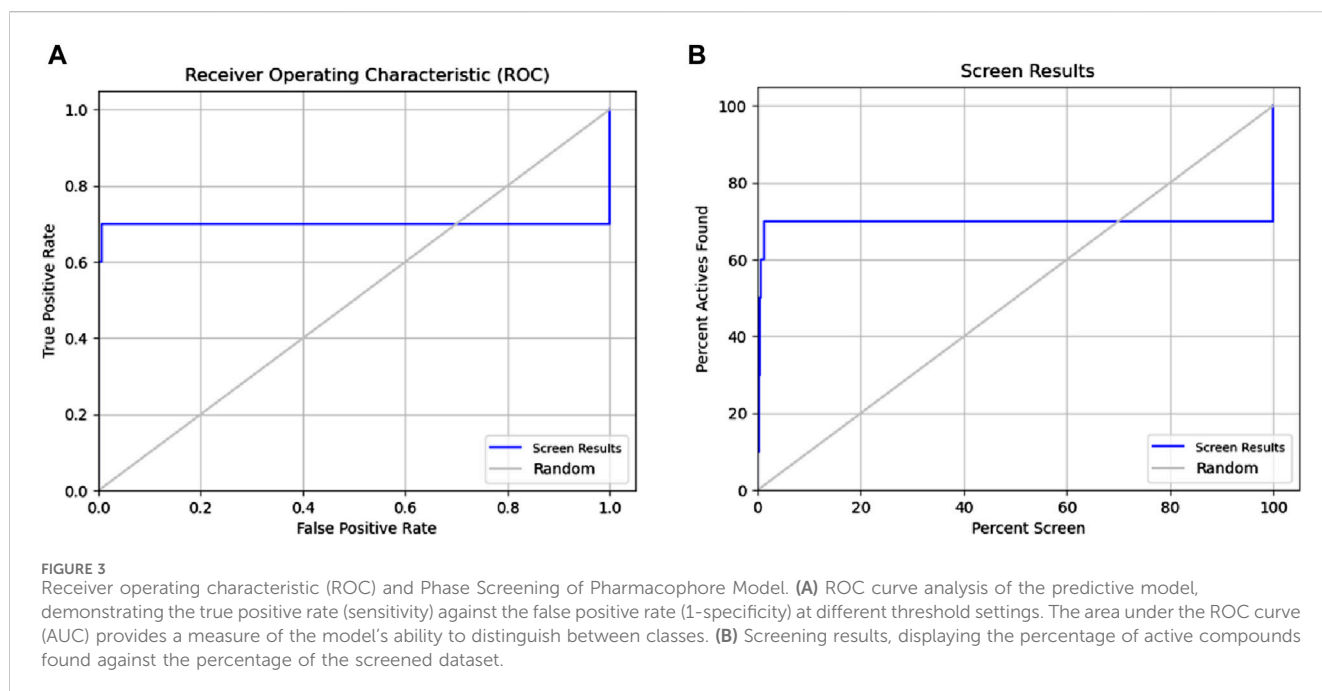 A
Receiver Operating Characteristic (ROC)
1.0
0.8
0.6
0.4
0.2
0.0
True Positive Rate
0.0 0.2 0.4 0.6 0.8 1.0
False Positive Rate
Screen Results
Random
B
Screen Results
100
80
60
40
20
0
Percent Actives Found
0 20 40 60 80 100
Percent Screen
Screen Results
Random
FIGURE 3
Receiver operating characteristic (ROC) and Phase Screening of Pharmacophore Model. (A) ROC curve analysis of the predictive model,
demonstrating the true positive rate (sensitivity) against the false positive rate (1-specificity) at different threshold settings. The area under the ROC curve
(AUC) provides a measure of the model's ability to distinguish between classes. (B) Screening results, displaying the percentage of active compounds
found against the percentage of the screened dataset.